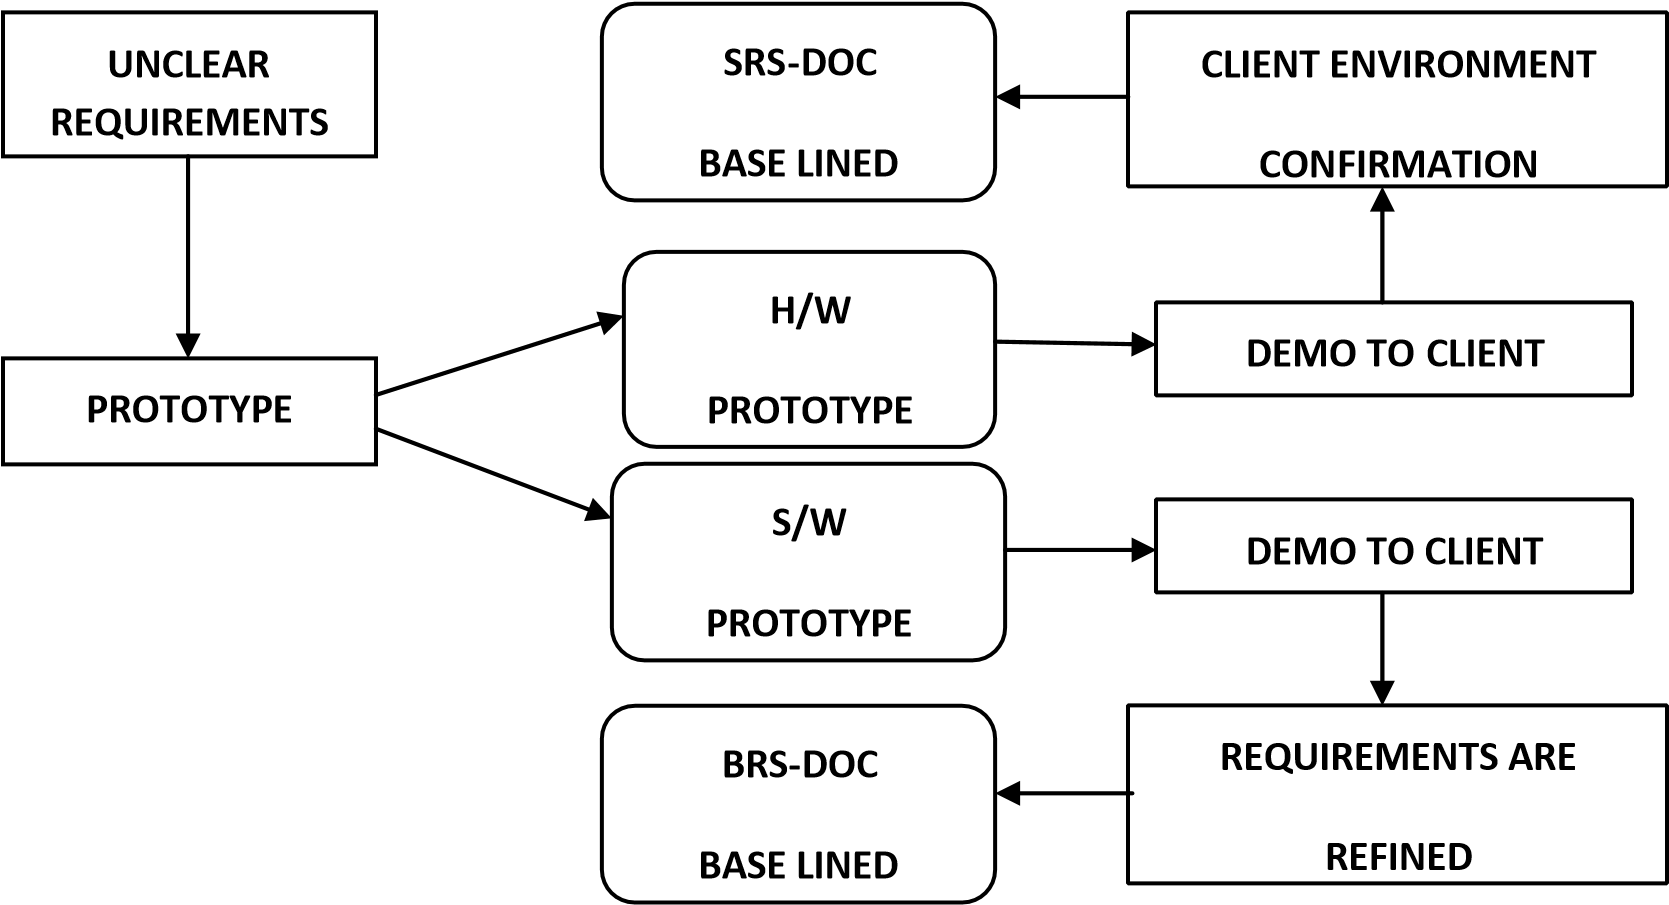 UNCLEAR
REQUIREMENTS
SRS-DOC
BASE LINED
CLIENT ENVIRONMENT
CONFIRMATION
PROTOTYPE
H/W
PROTOTYPE
DEMO TO CLIENT
S/W
PROTOTYPE
DEMO TO CLIENT
BRS-DOC
BASE LINED
REQUIREMENTS ARE
REFINED